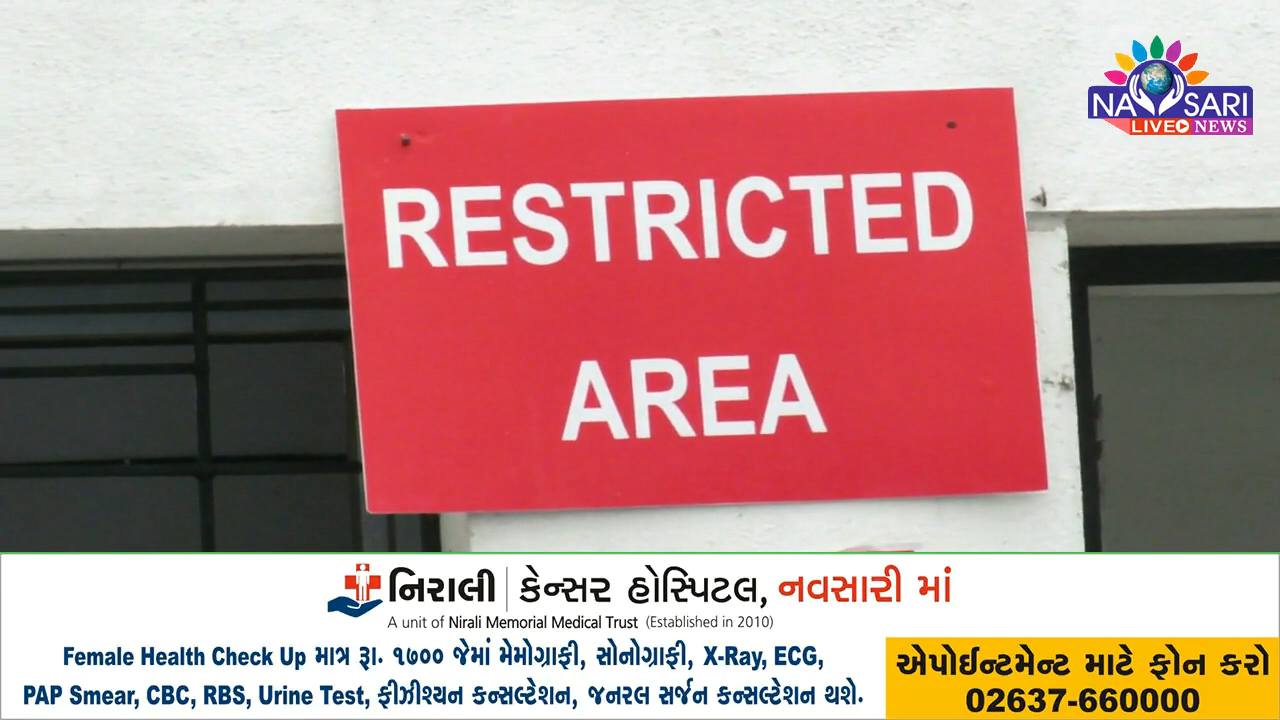 NAVSARI
LIVE NEWS
RESTRICTED
AREA
નિરાલી કેન્સર હોસ્પિટલ, નવસારી માં
A unit of Nirali Memorial Medical Trust (Established in 2010)
Female Health Check Up માત્ર રૂા. ૧૭૦૦ જેમાં મેમોગ્રાફી, સોનોગ્રાફી, X-Ray, ECG,
PAP Smear, CBC, RBS, Urine Test, ફીઝીશ્યન કન્સલ્ટેશન, જનરલ સર્જન કન્સલ્ટેશન થશે.
એપોઈન્ટમેન્ટ માટે ફોન કરો
02637-660000